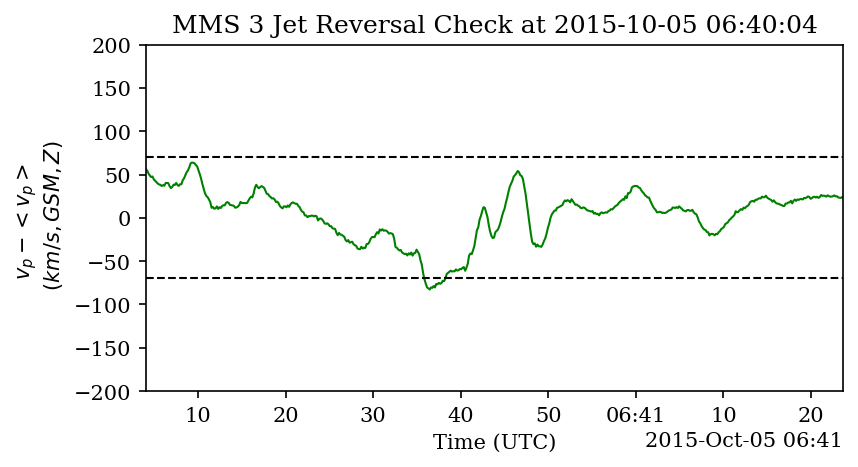 MMS 3 Jet Reversal Check at 2015-10-05 06:40:04
200
150
100
50
0
−50
−100
−150
−200
v_p − < v_p >
(km/s, GSM, Z)
10 20 30 40 50 06:41 10 20
Time (UTC) 2015-Oct-05 06:41